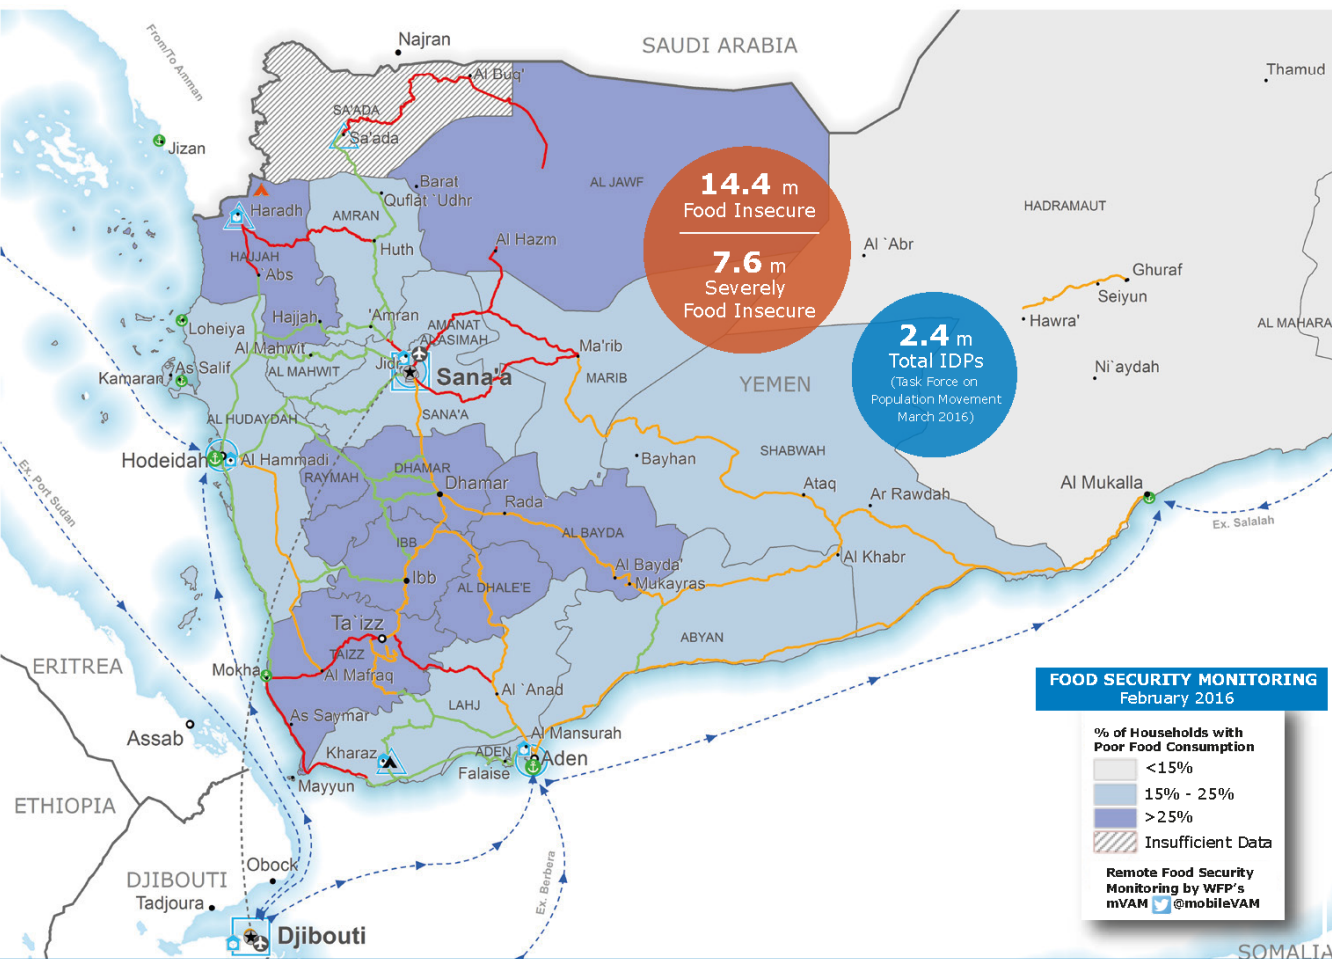 From/To Amman
Najran
SAUDI ARABIA
Thamud
Al Buq'
SA'ADA
Sa'ada
Jizan
Barat
AL JAWF
Quflat `Udhr
14.4 m
Food Insecure
7.6 m
Severely
Food Insecure
HADRAMAUT
Haradh
AMRAN
Huth
Al Hazm
Al `Abr
HAJJAH
`Abs
Ghuraf
Seiyun
Hawra'
Loheiya
Hajjah
'Amran
AMANAT
ALASIMAH
AL MAHARA
2.4 m
Total IDPs
(Task Force on
Population Movement
March 2016)
Al Mahwit
Ma'rib
As Salif
Kamaran
AL MAHWIT
Sana'a
MARIB
YEMEN
Ni`aydah
AL HUDAYDAH
SANA'A
Hodeidah
Al Hammadi
SHABWAH
Bayhan
RAYMAH
DHAMAR
Dhamar
Ataq
Ar Rawdah
Al Mukalla
Ex. Port Sudan
Rada'
Ex. Salalah
AL BAYDA
IBB
Al Khabr
Al Bayda'
Ibb
AL DHALE'E
Mukayras
Ta`izz
ABYAN
ERITREA
Mokha
TAIZZ
Al Mafraq
Al `Anad
LAHJ
As Saymar
Assab
Al Mansurah
Kharaz
ADEN
Aden
Falaise
Mayyun
ETHIOPIA
Obock
DJIBOUTI
Tadjoura
Ex. Berbera
Djibouti
SOMALIA
FOOD SECURITY MONITORING
February 2016
% of Households with
Poor Food Consumption
<15%
15% - 25%
>25%
Insufficient Data
Remote Food Security
Monitoring by WFP's
mVAM @mobileVAM